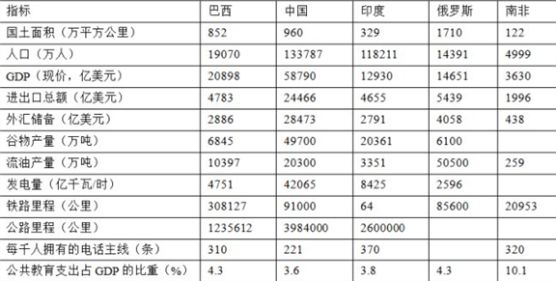 指标 巴西 中国 印度 俄罗斯 南非
国土面积（万平方公里） 852 960 329 1710 122
人口（万人） 19070 133787 118211 14391 4999
GDP（现价，亿美元） 20898 58790 12930 14651 3630
进出口总额（亿美元） 4783 24466 4655 5439 1996
外汇储备（亿美元） 2886 28473 2791 4058 438
谷物产量（万吨） 6845 49700 20361 6100
流油产量（万吨） 10397 20300 3351 50500 259
发电量（亿千瓦/时） 4751 42065 8425 2596
铁路里程（公里） 308127 91000 64 85600 20953
公路里程（公里） 1235612 3984000 2600000
每千人拥有的电话主线（条） 310 221 370 320
公共教育支出占 GDP 的比重（%） 4.3 3.6 3.8 4.3 10.1